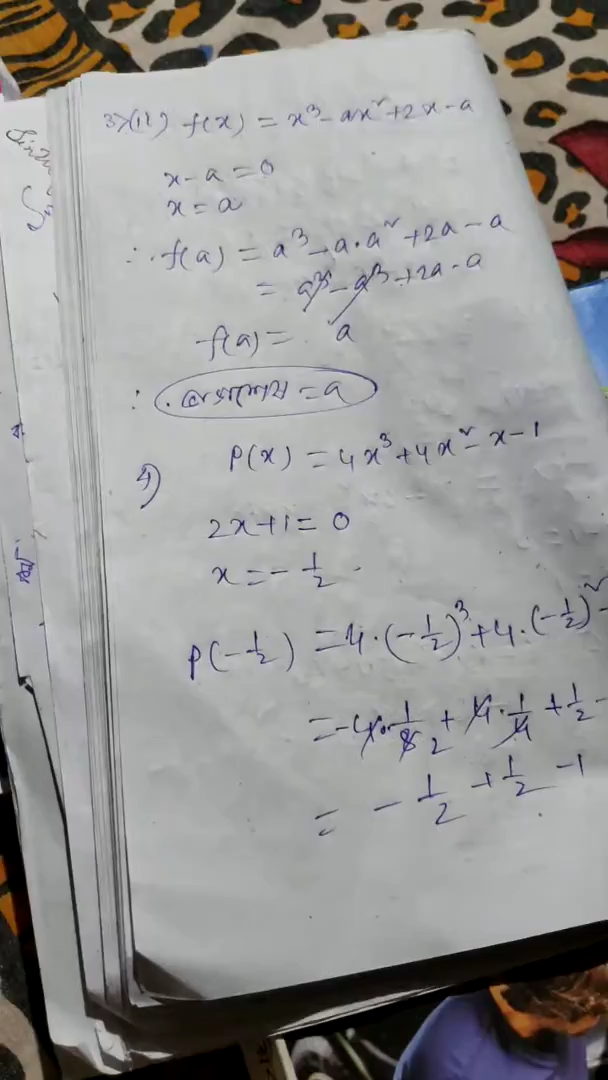 3>(ii) f(x) = x³ - ax² + 2x - a
x - a = 0
x = a
∴ f(a) = a³ - a·a² + 2a - a
= a³ - a³ + 2a - a
f(a) = a
∴ ভাগশেষ = a
4) P(x) = 4x³ + 4x² - x - 1
2x + 1 = 0
x = - 1/2
P(-1/2) = 4·(-1/2)³ + 4·(-1/2)² -
= -4·1/8 2 + 4·1/4 + 1/2 -
= - 1/2 + 1/2 - 1